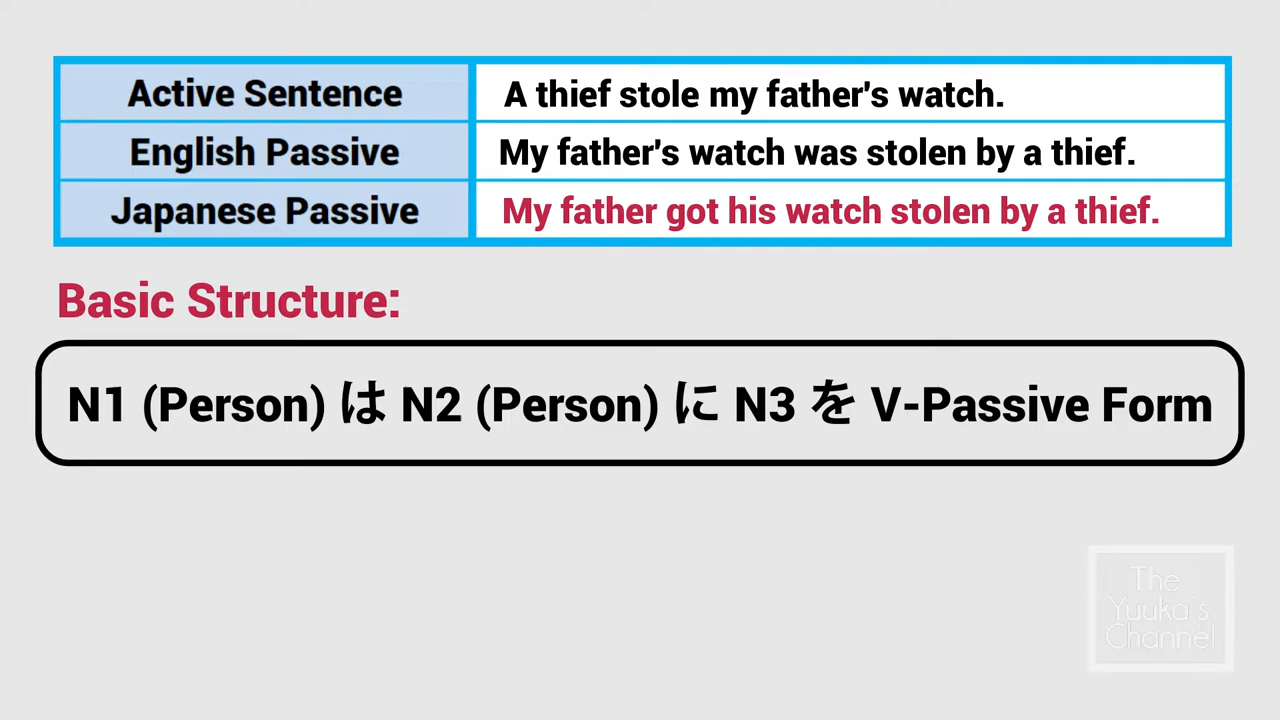 Active Sentence A thief stole my father's watch.
English Passive My father's watch was stolen by a thief.
Japanese Passive My father got his watch stolen by a thief.
Basic Structure:
N1 (Person) は N2 (Person) に N3 を V-Passive Form
The
Yuuka's
Channel